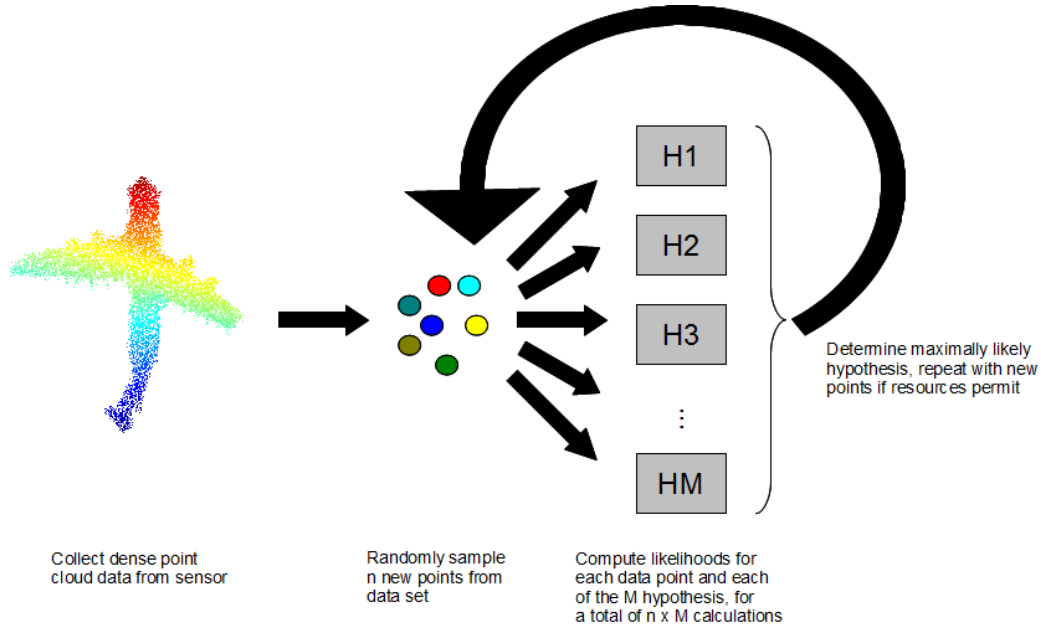 H1
H2
H3
⋮
HM
Determine maximally likely
hypothesis, repeat with new
points if resources permit
Collect dense point
cloud data from sensor
Randomly sample
n new points from
data set
Compute likelihoods for
each data point and each
of the M hypothesis, for
a total of n x M calculations